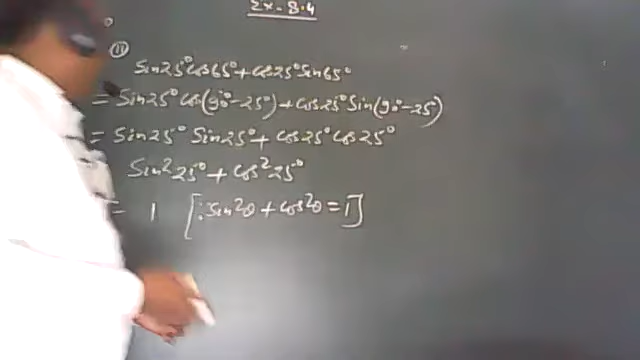 Ex - 8.4
(ii)
Sin25° Cos65° + Cos25° Sin65°
= Sin25° Cos(90° - 25°) + Cos25° Sin(90° - 25°)
= Sin25° Sin25° + Cos25° Cos25°
Sin²25° + Cos²25°
= 1 [∵ Sin²θ + Cos²θ = 1]